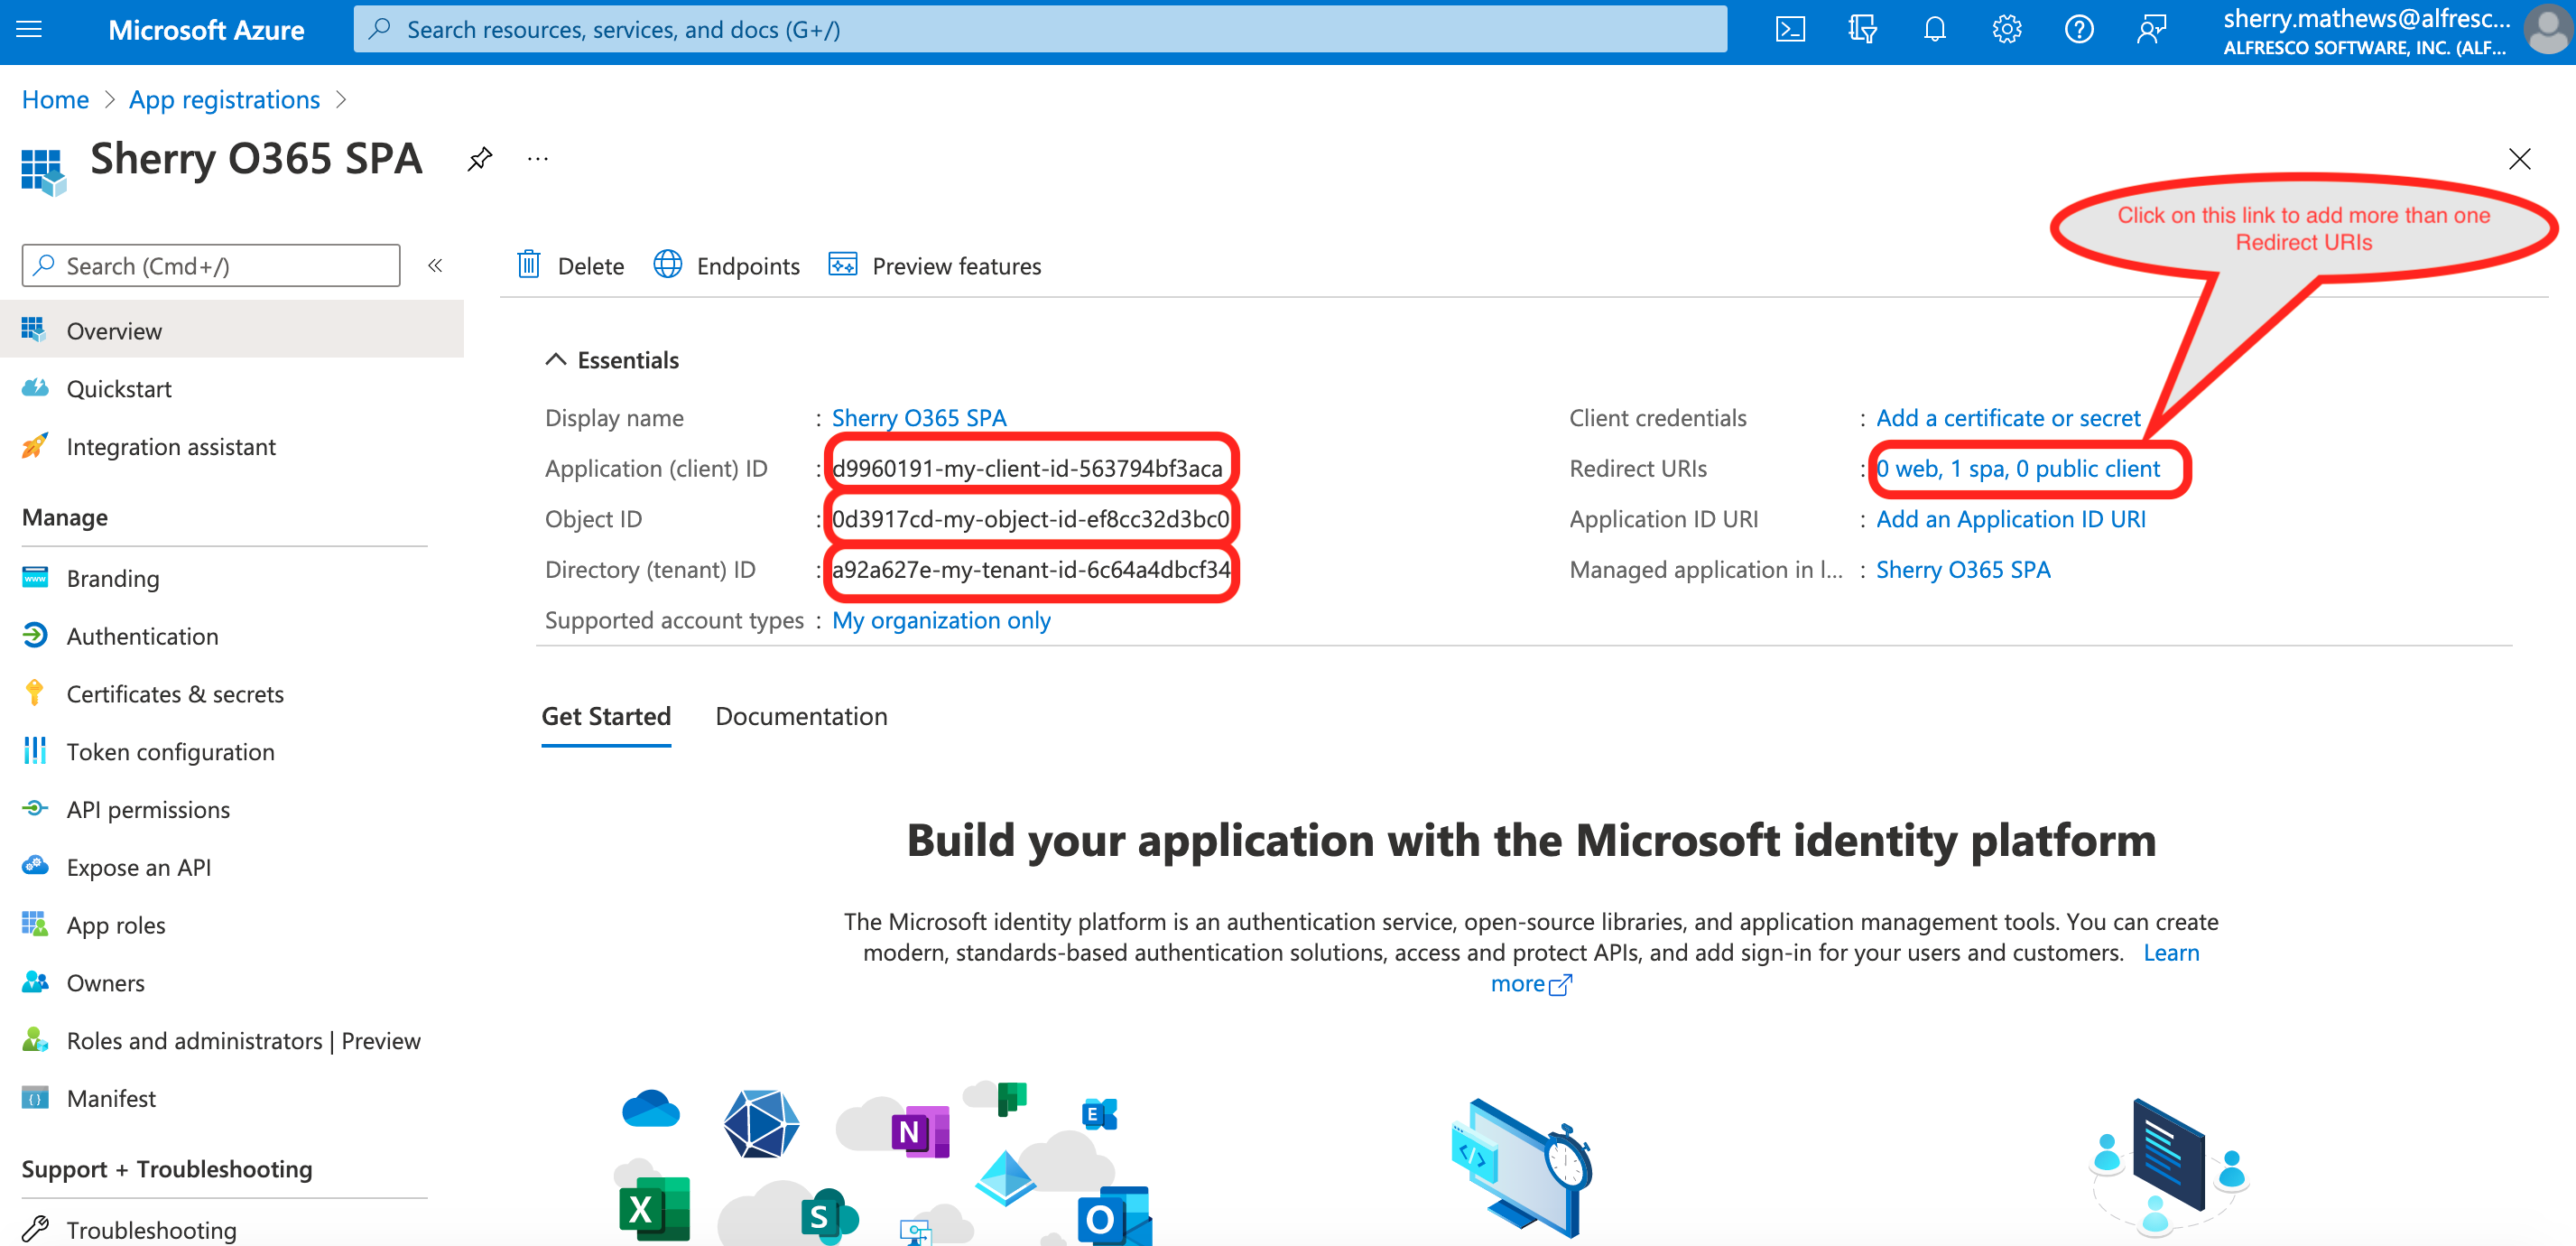 Microsoft Azure
Search resources, services, and docs (G+/)
sherry.mathews@alfresc...
ALFRESCO SOFTWARE, INC. (ALF...
Home > App registrations >
Sherry O365 SPA ...
Click on this link to add more than one
Redirect URIs
Search (Cmd+/) «
Delete Endpoints Preview features
Overview
Quickstart
Integration assistant
Manage
Branding
Authentication
Certificates & secrets
Token configuration
API permissions
Expose an API
App roles
Owners
Roles and administrators | Preview
Manifest
Support + Troubleshooting
Troubleshooting
Essentials
Display name : Sherry O365 SPA
Application (client) ID : d9960191-my-client-id-563794bf3aca
Object ID : 0d3917cd-my-object-id-ef8cc32d3bc0
Directory (tenant) ID : a92a627e-my-tenant-id-6c64a4dbcf34
Supported account types : My organization only
Client credentials : Add a certificate or secret
Redirect URIs : 0 web, 1 spa, 0 public client
Application ID URI : Add an Application ID URI
Managed application in l... : Sherry O365 SPA
Get Started Documentation
Build your application with the Microsoft identity platform
The Microsoft identity platform is an authentication service, open-source libraries, and application management tools. You can create
modern, standards-based authentication solutions, access and protect APIs, and add sign-in for your users and customers. Learn
more
N
E
X
S
O